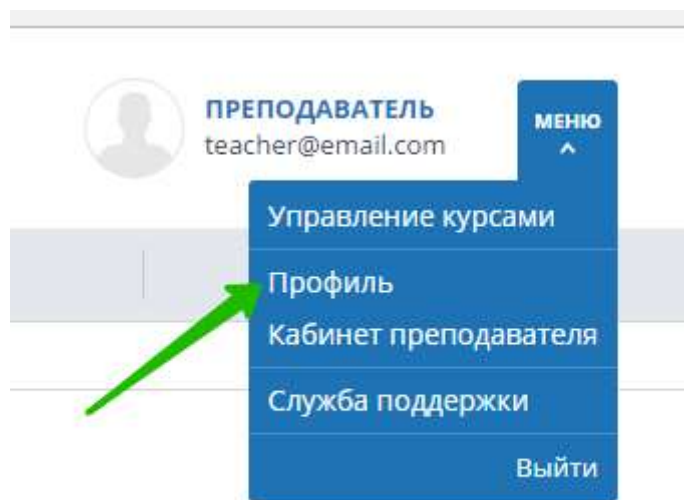 ПРЕПОДАВАТЕЛЬ
teacher@email.com
МЕНЮ
Управление курсами
Профиль
Кабинет преподавателя
Служба поддержки
Выйти